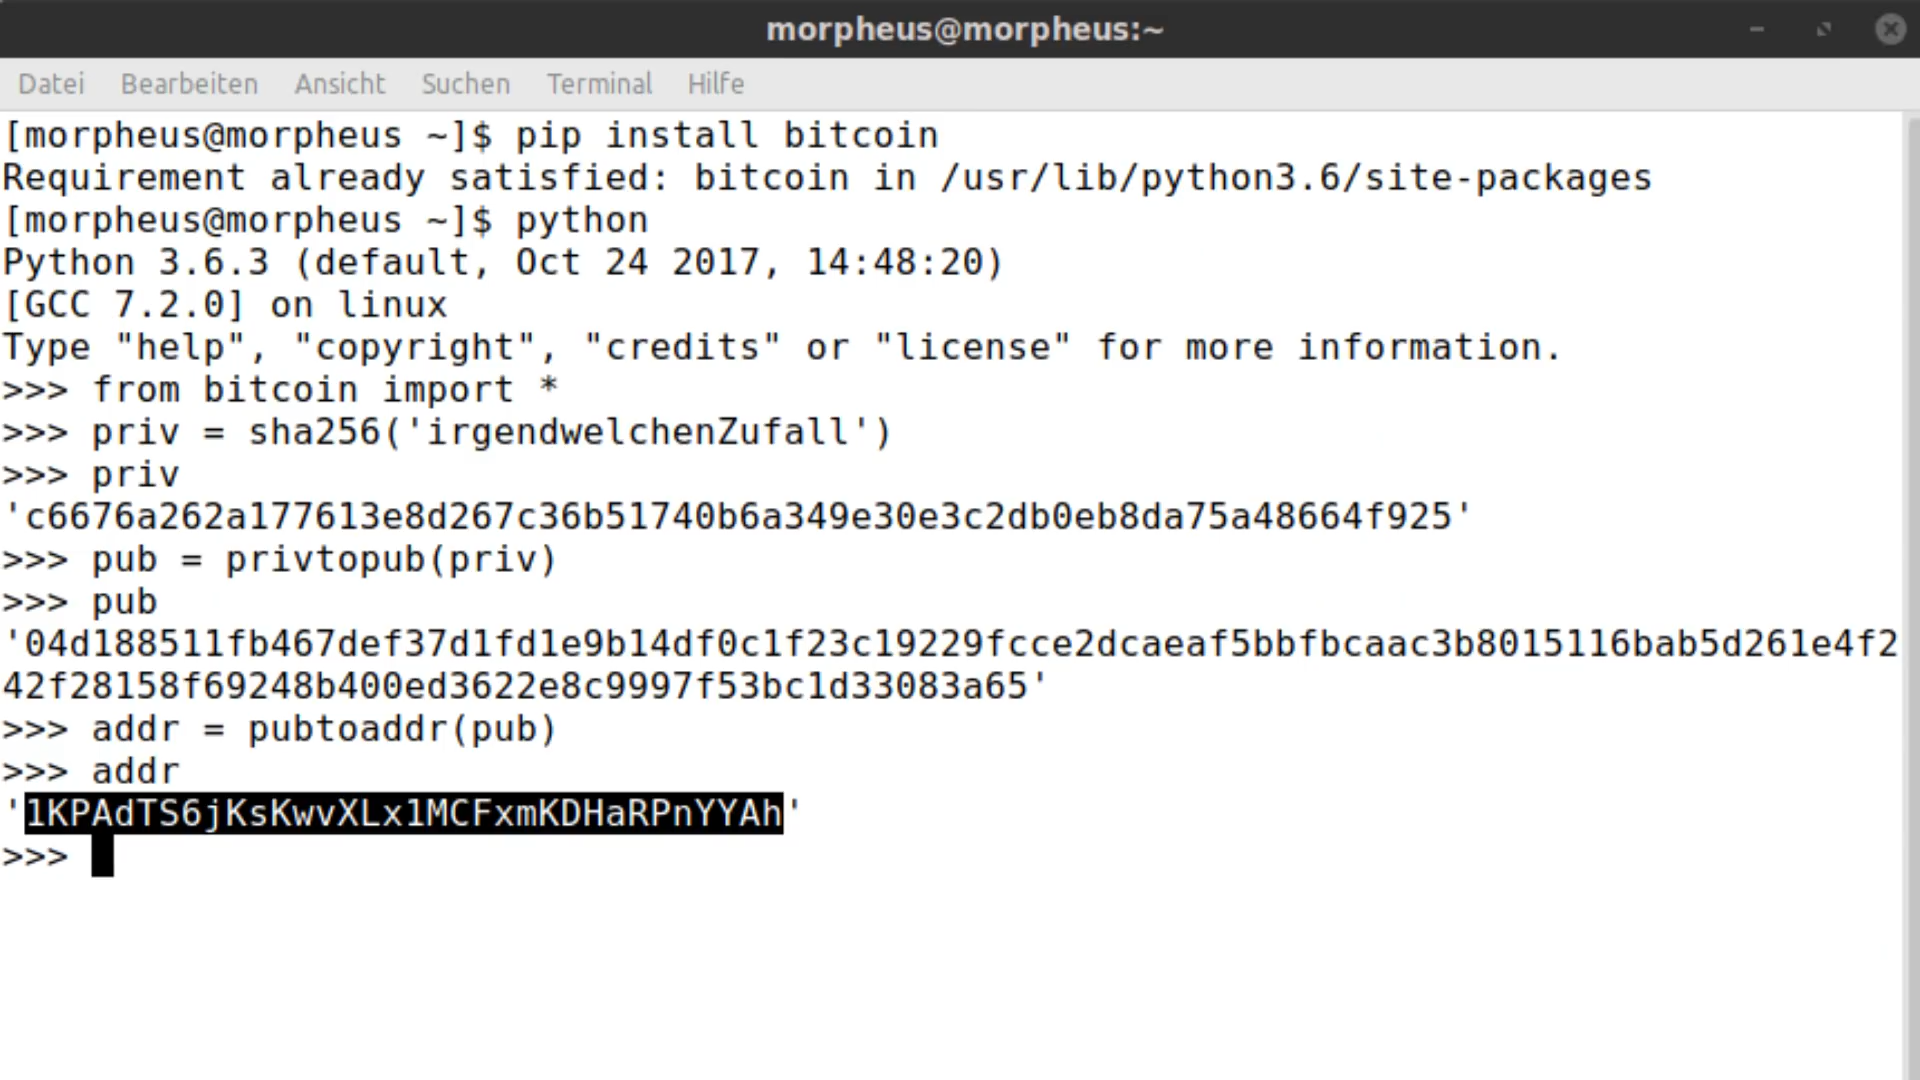 morpheus@morpheus:~
Datei Bearbeiten Ansicht Suchen Terminal Hilfe
[morpheus@morpheus ~]$ pip install bitcoin
Requirement already satisfied: bitcoin in /usr/lib/python3.6/site-packages
[morpheus@morpheus ~]$ python
Python 3.6.3 (default, Oct 24 2017, 14:48:20)
[GCC 7.2.0] on linux
Type "help", "copyright", "credits" or "license" for more information.
>>> from bitcoin import *
>>> priv = sha256('irgendwelchenZufall')
>>> priv
'c6676a262a177613e8d267c36b51740b6a349e30e3c2db0eb8da75a48664f925'
>>> pub = privtopub(priv)
>>> pub
'04d188511fb467def37d1fd1e9b14df0c1f23c19229fcce2dcaeaf5bbfbcaac3b8015116bab5d261e4f2
42f28158f69248b400ed3622e8c9997f53bc1d33083a65'
>>> addr = pubtoaddr(pub)
>>> addr
'1KPAdTS6jKsKwvXLx1MCFxmKDHaRPnYYAh'
>>>